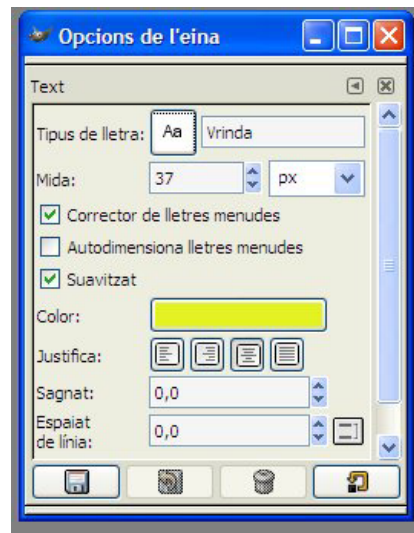 Opcions de l'eina
Text
Tipus de lletra: Aa Vrinda
Mida: 37 px
Corrector de lletres menudes
Autodimensiona lletres menudes
Suavitzat
Color:
Justifica:
Sagnat: 0,0
Espaiat
de línia: 0,0